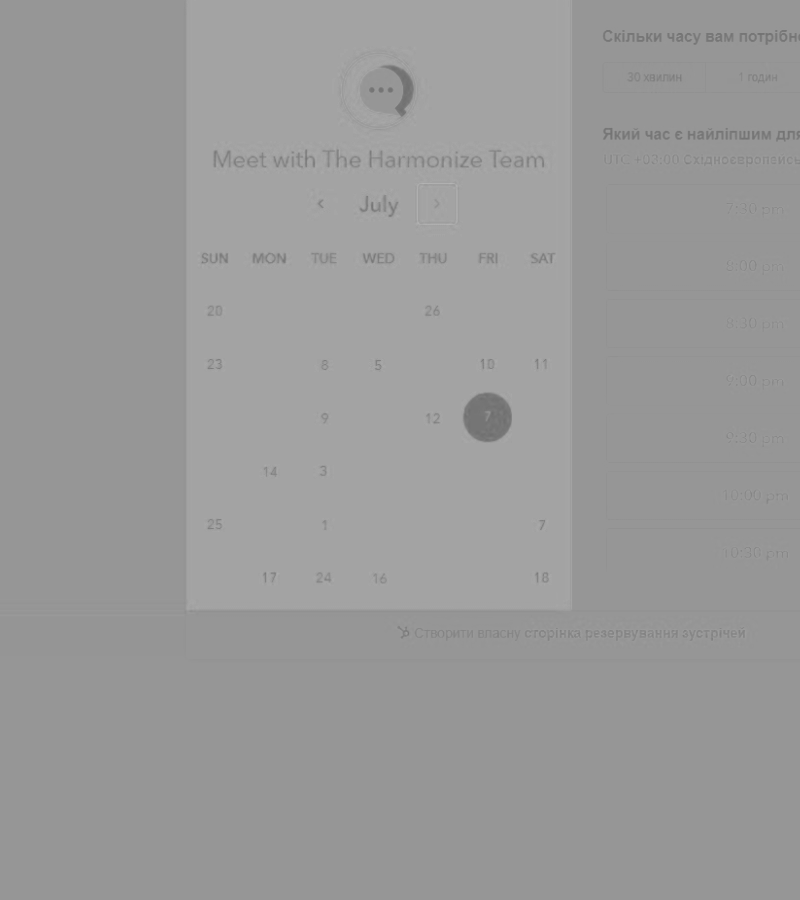 Meet with The Harmonize Team
July
SUN MON TUE WED THU FRI SAT
20 26
23 8 5 10 11
9 12 7
14 3
25 1 7
17 24 16 18
Скільки часу вам потрібно
30 хвилин 1 годин
Який час є найліпшим для
UTC +03:00 Східноєвропейсь
7:30 pm
8:00 pm
8:30 pm
9:00 pm
9:30 pm
10:00 pm
10:30 pm
Створити власну сторінка резервування зустрічей